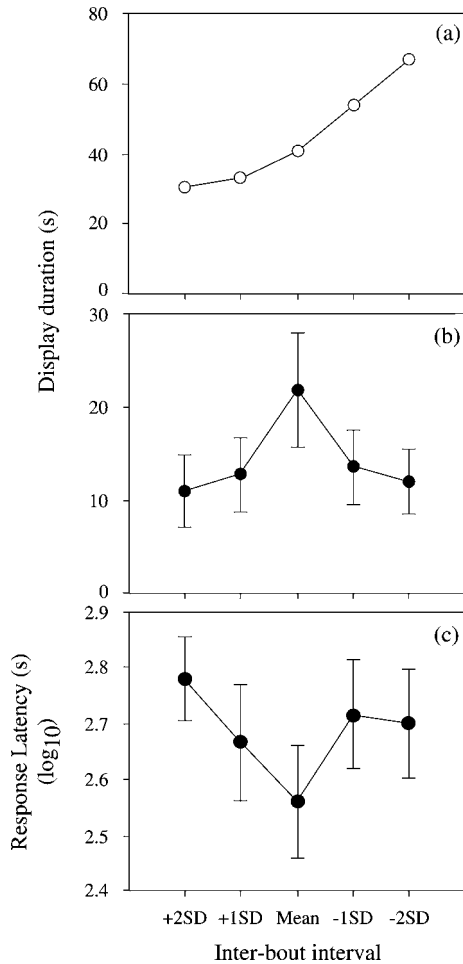 (a)
80
60
40
20
0
Display duration (s)
(b)
30
20
10
0
(c)
2.9
2.8
2.7
2.6
2.5
2.4
Response Latency (s)
(log10)
+2SD +1SD Mean -1SD -2SD
Inter-bout interval